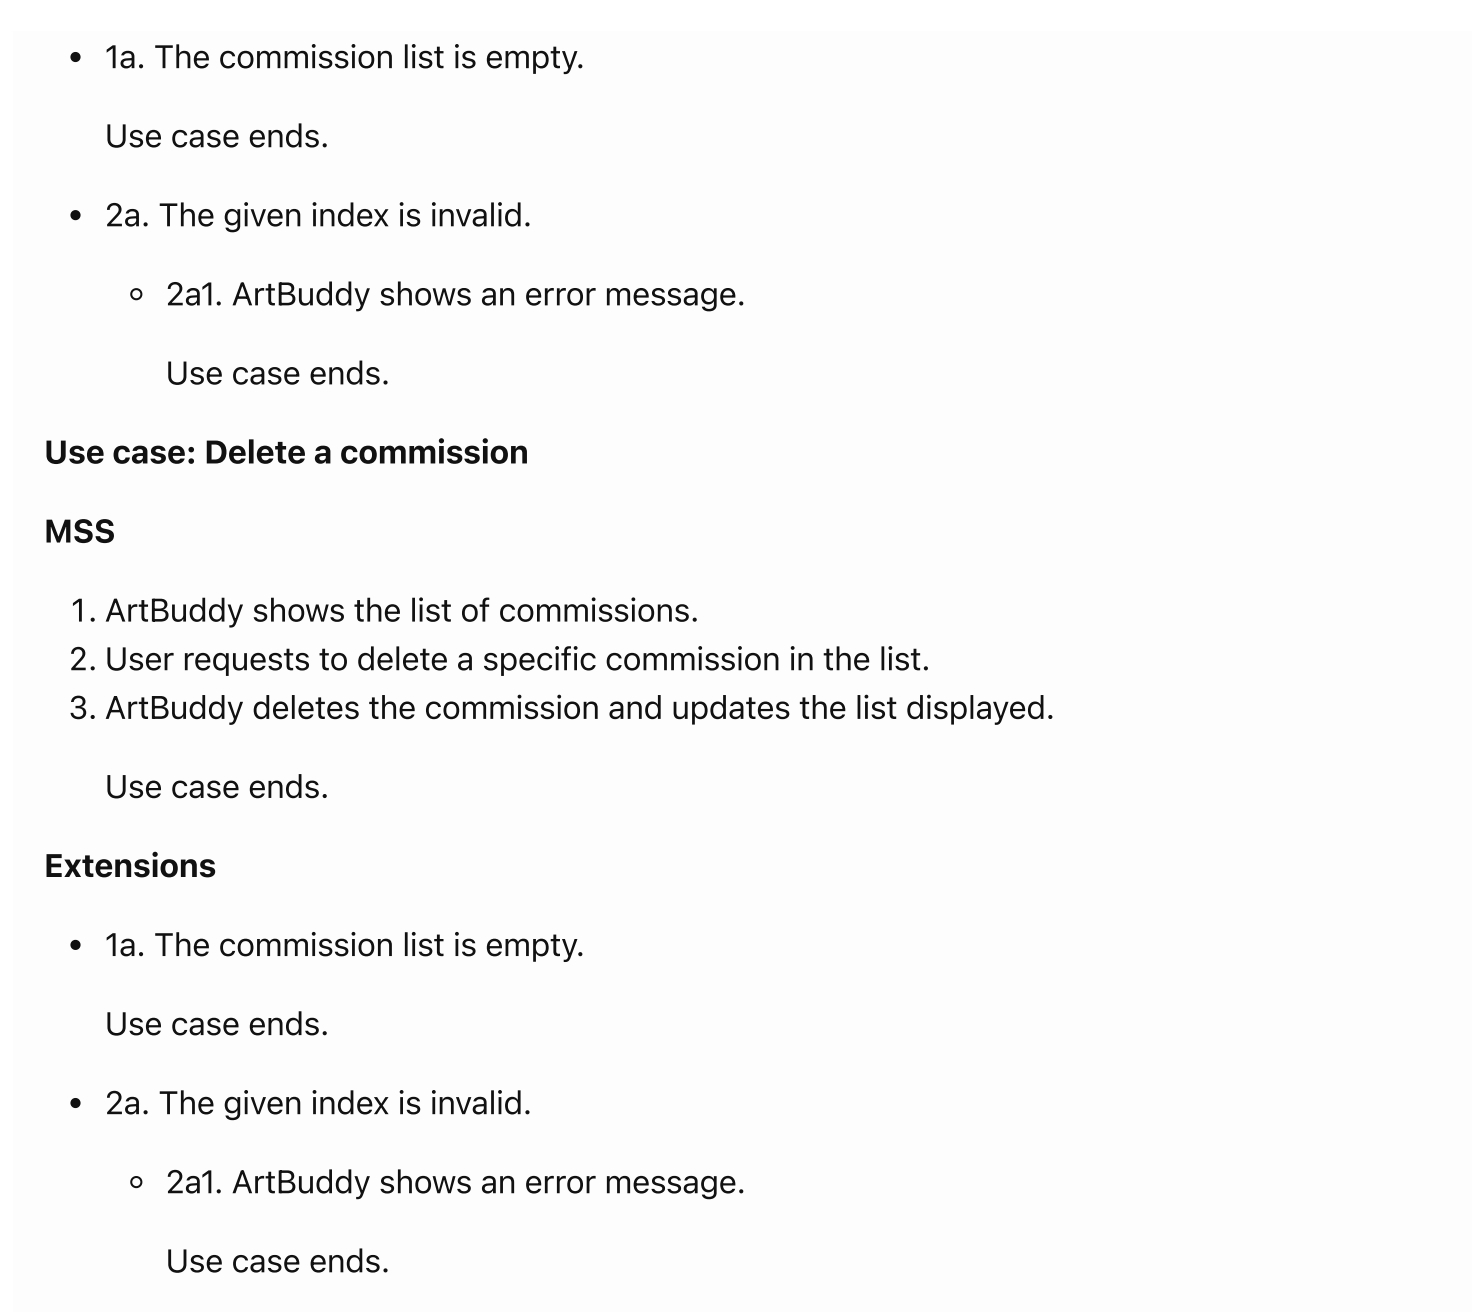 • 1a. The commission list is empty.
Use case ends.
• 2a. The given index is invalid.
◦ 2a1. ArtBuddy shows an error message.
Use case ends.
Use case: Delete a commission
MSS
1. ArtBuddy shows the list of commissions.
2. User requests to delete a specific commission in the list.
3. ArtBuddy deletes the commission and updates the list displayed.
Use case ends.
Extensions
• 1a. The commission list is empty.
Use case ends.
• 2a. The given index is invalid.
◦ 2a1. ArtBuddy shows an error message.
Use case ends.